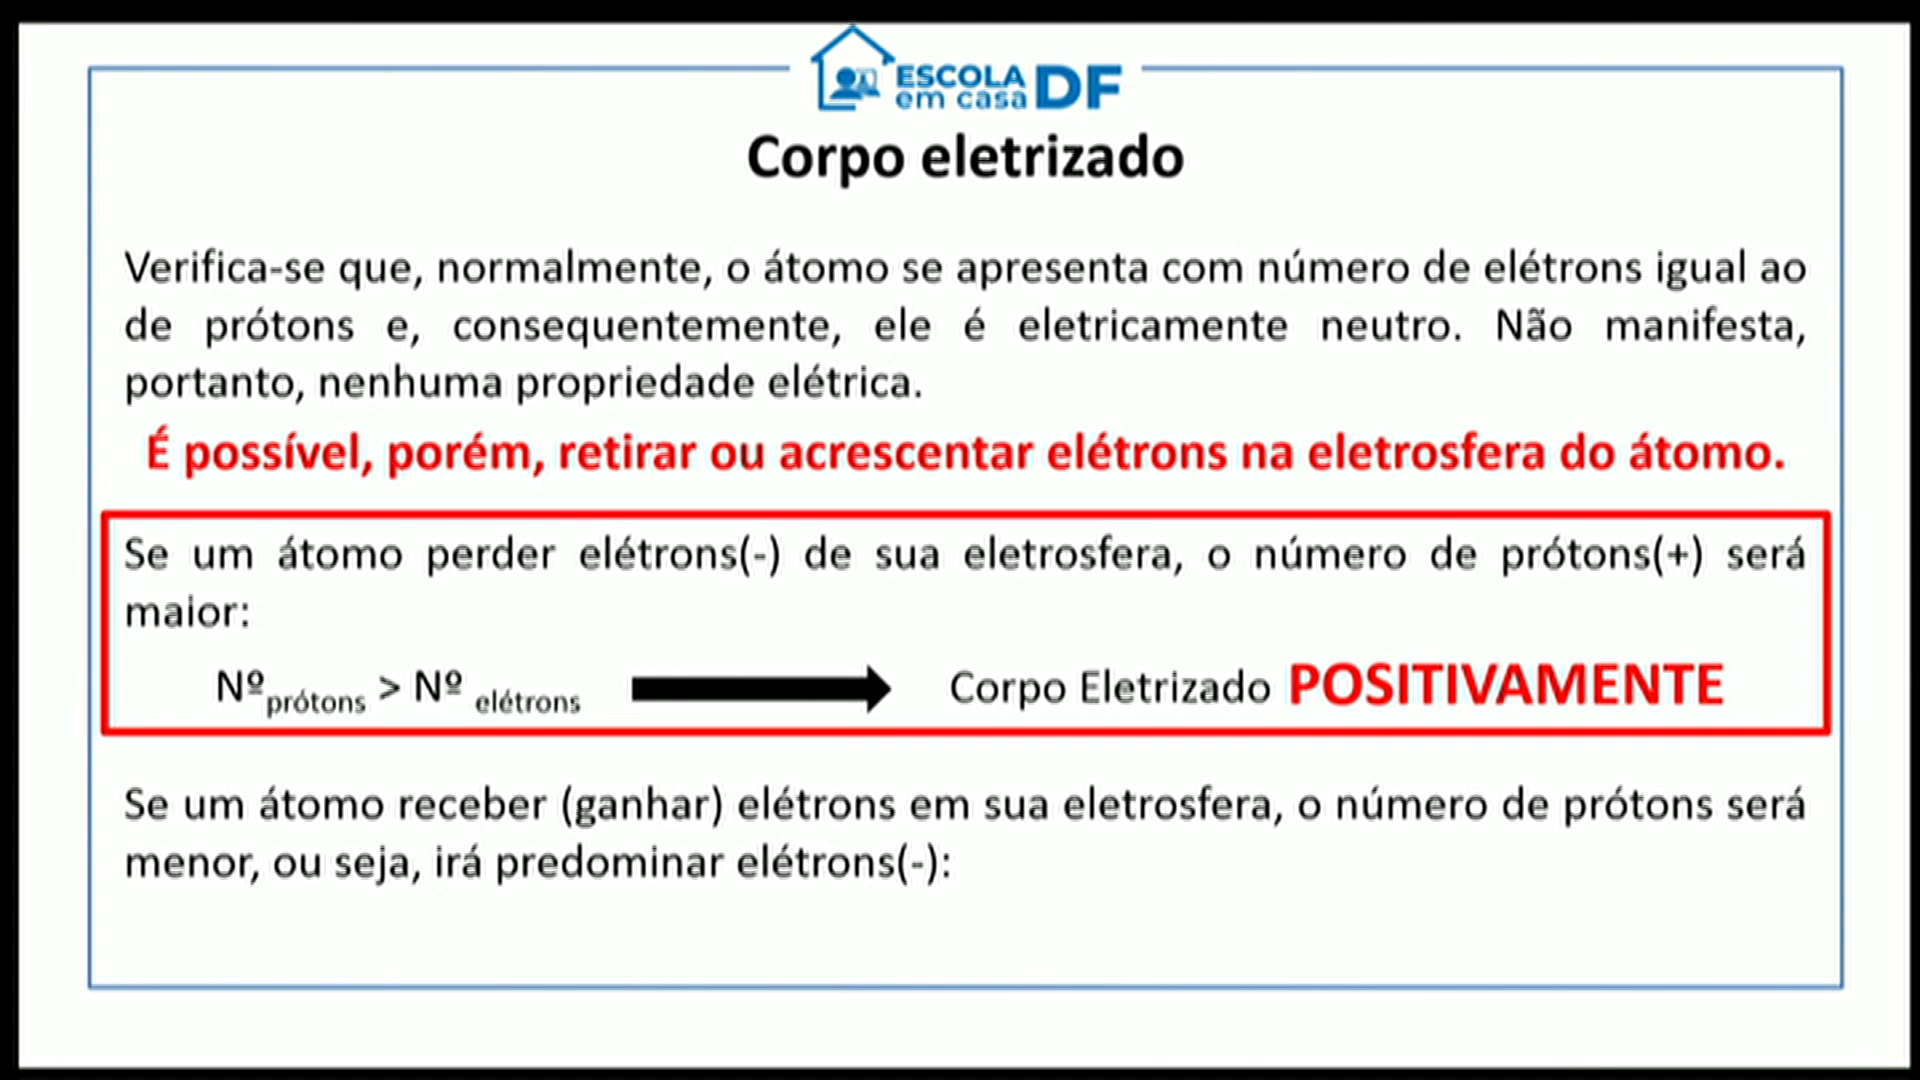 ESCOLA
em casa DF
Corpo eletrizado
Verifica-se que, normalmente, o átomo se apresenta com número de elétrons igual ao
de prótons e, consequentemente, ele é eletricamente neutro. Não manifesta,
portanto, nenhuma propriedade elétrica.
É possível, porém, retirar ou acrescentar elétrons na eletrosfera do átomo.
Se um átomo perder elétrons(-) de sua eletrosfera, o número de prótons(+) será
maior:
Nºprótons > Nº elétrons Corpo Eletrizado POSITIVAMENTE
Se um átomo receber (ganhar) elétrons em sua eletrosfera, o número de prótons será
menor, ou seja, irá predominar elétrons(-):